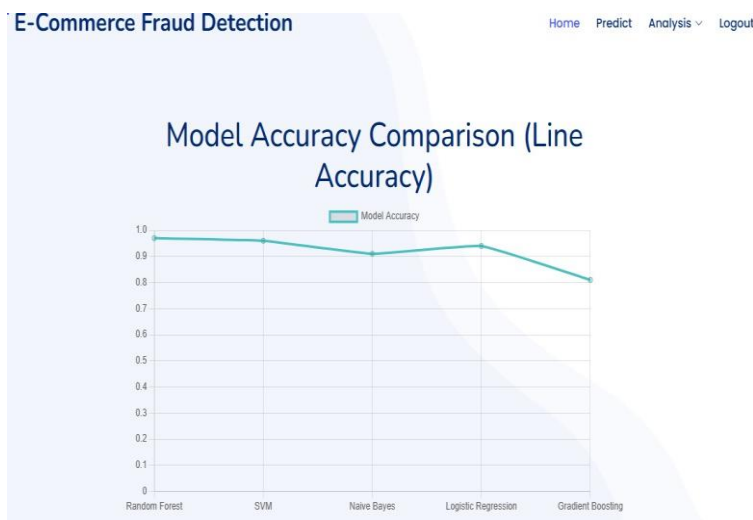 E-Commerce Fraud Detection
Home Predict Analysis Logout
Model Accuracy Comparison (Line
Accuracy)
Model Accuracy
1.0
0.9
0.8
0.7
0.6
0.5
0.4
0.3
0.2
0.1
0
Random Forest SVM Naive Bayes Logistic Regression Gradient Boosting